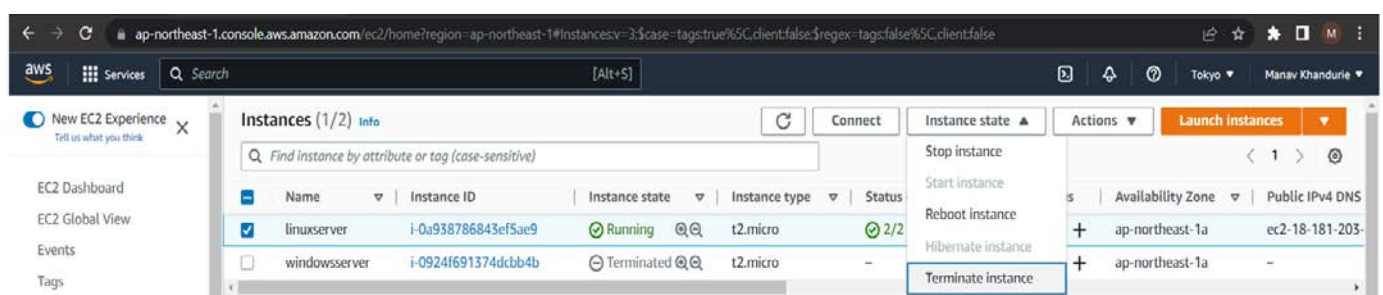 ap-northeast-1.console.aws.amazon.com/ec2/home?region=ap-northeast-1#Instances:v=3;$case=tags:true%5C,client:false;$regex=tags:false%5C,client:false M
aws Services Search [Alt+S] Tokyo Manav Khandurie
New EC2 Experience
Tell us what you think
Instances (1/2) Info Connect Instance state Actions Launch instances
Find instance by attribute or tag (case-sensitive) Stop instance 1
EC2 Dashboard
Start instance
Name Instance ID Instance state Instance type Status s Availability Zone Public IPv4 DNS
EC2 Global View
Reboot instance
linuxserver i-0a938786843ef5ae9 Running t2.micro 2/2 ap-northeast-1a ec2-18-181-203-
Events
Hibernate instance
windowsserver i-0924f691374dcbb4b Terminated t2.micro – ap-northeast-1a –
Tags
Terminate instance